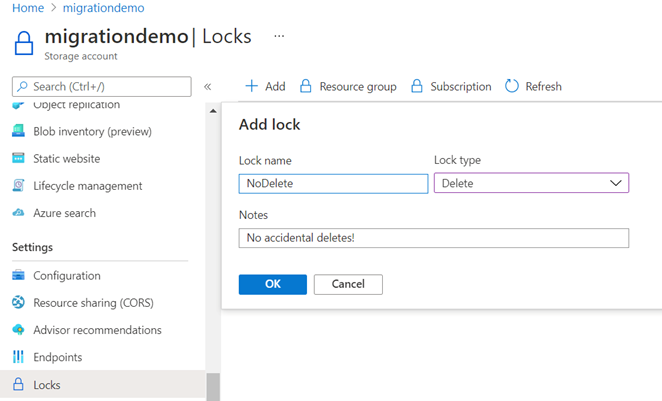 Home > migrationdemo
migrationdemo | Locks ...
Storage account
Search (Ctrl+/) «
Add Resource group Subscription Refresh
Object replication
Blob inventory (preview)
Static website
Lifecycle management
Azure search
Settings
Configuration
Resource sharing (CORS)
Advisor recommendations
Endpoints
Locks
Add lock
Lock name Lock type
NoDelete Delete
Notes
No accidental deletes!
OK Cancel